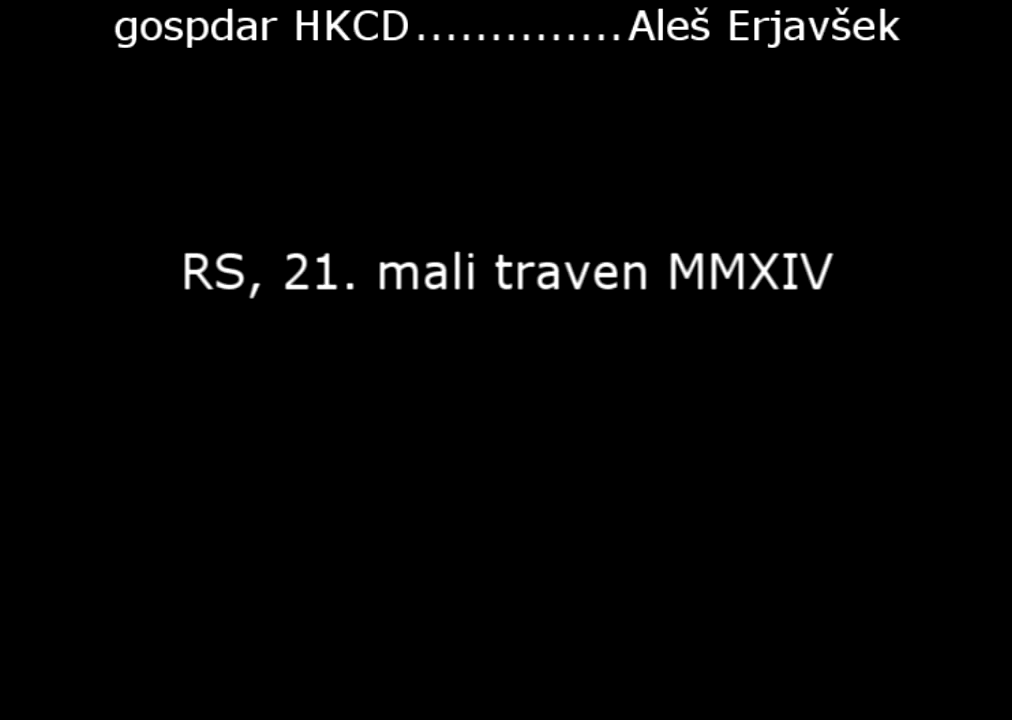 gospdar HKCD..............Aleš Erjavšek
RS, 21. mali traven MMXIV